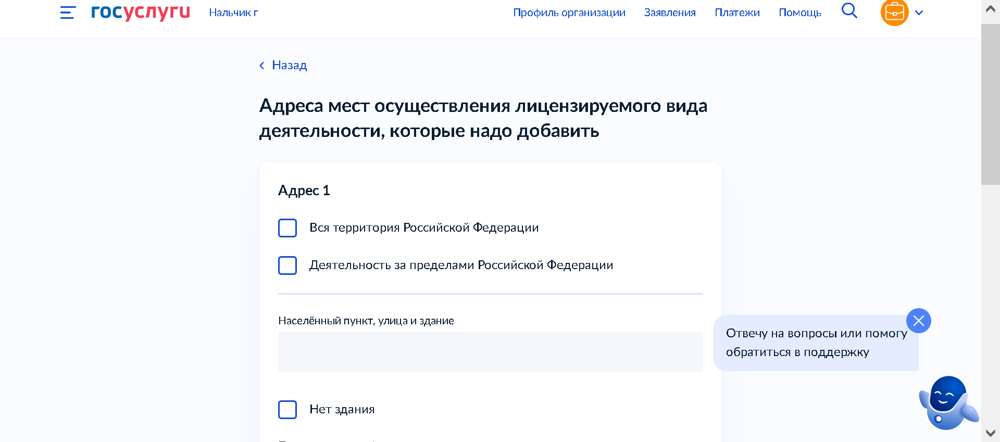 госуслуги Нальчик г Профиль организации Заявления Платежи Помощь
Назад
Адреса мест осуществления лицензируемого вида
деятельности, которые надо добавить
Адрес 1
Вся территория Российской Федерации
Деятельность за пределами Российской Федерации
Населённый пункт, улица и здание
Отвечу на вопросы или помогу
обратиться в поддержку
Нет здания